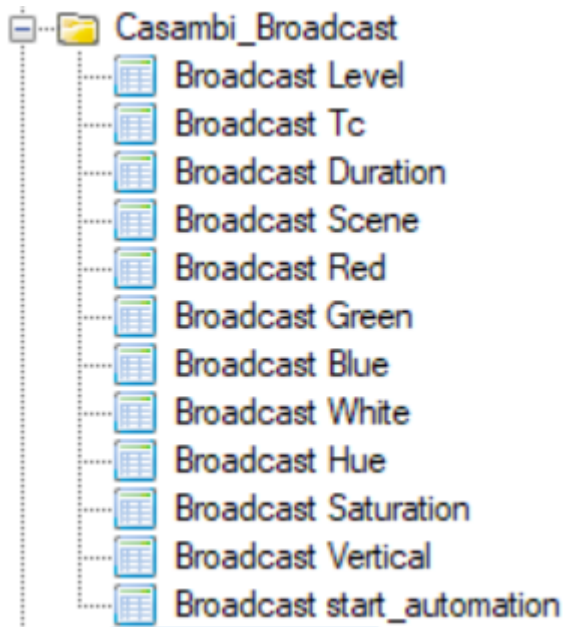 Casambi_Broadcast
Broadcast Level
Broadcast Tc
Broadcast Duration
Broadcast Scene
Broadcast Red
Broadcast Green
Broadcast Blue
Broadcast White
Broadcast Hue
Broadcast Saturation
Broadcast Vertical
Broadcast start_automation